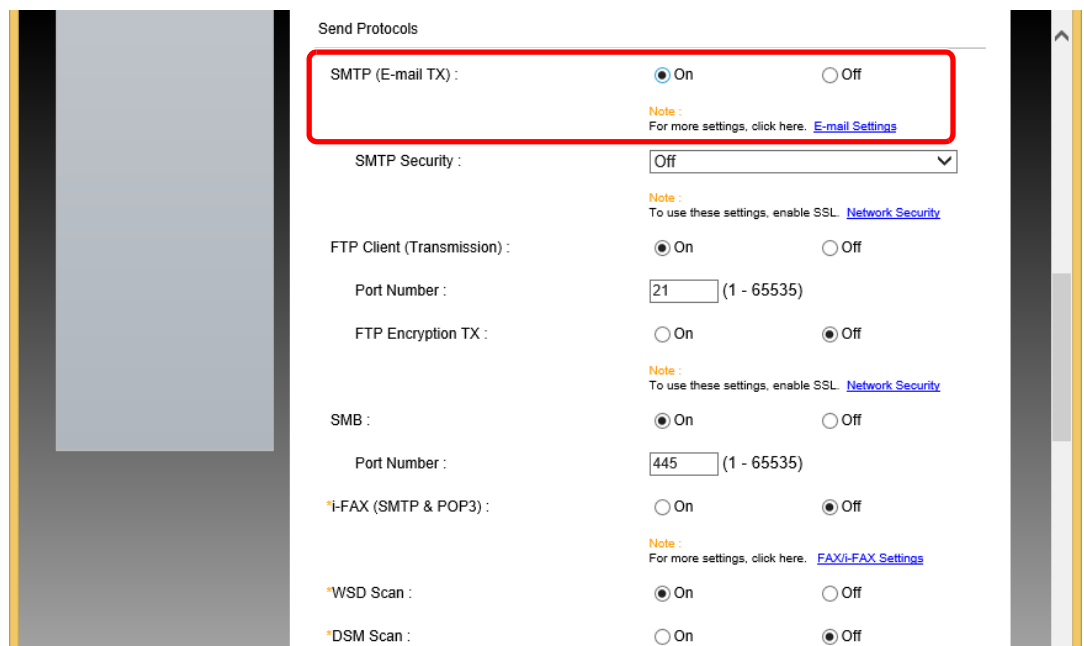 Send Protocols
SMTP (E-mail TX) : On Off
Note :
For more settings, click here. E-mail Settings
SMTP Security : Off
Note :
To use these settings, enable SSL. Network Security
FTP Client (Transmission) : On Off
Port Number : 21 (1 - 65535)
FTP Encryption TX : On Off
Note :
To use these settings, enable SSL. Network Security
SMB : On Off
Port Number : 445 (1 - 65535)
*i-FAX (SMTP & POP3) : On Off
Note :
For more settings, click here. FAX/i-FAX Settings
*WSD Scan : On Off
*DSM Scan : On Off